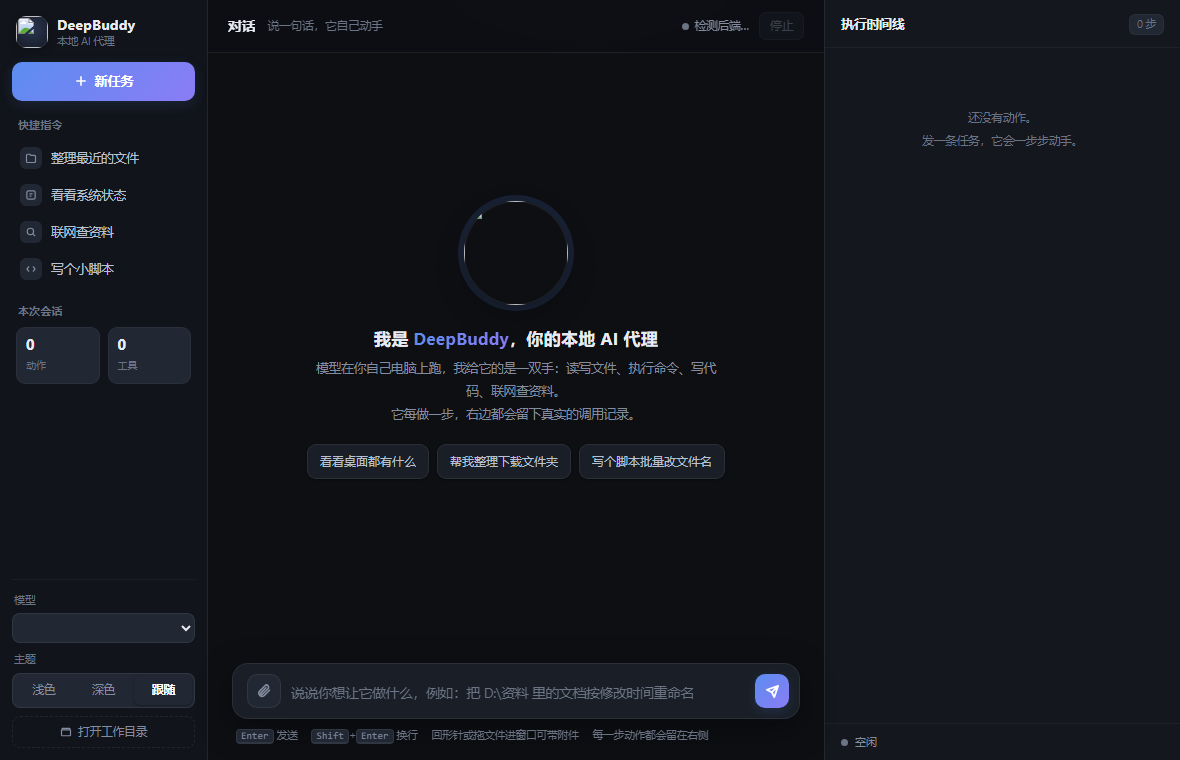 DeepBuddy
本地 AI 代理
+ 新任务
快捷指令
整理最近的文件
看看系统状态
联网查资料
写个小脚本
本次会话
0
动作
0
工具
模型
主题
浅色
深色
跟随
打开工作目录
对话
说一句话，它自己动手
检测后端...
停止
我是 DeepBuddy，你的本地 AI 代理
模型在你自己电脑上跑，我给它的是一双手：读写文件、执行命令、写代
码、联网查资料。
它每做一步，右边都会留下真实的调用记录。
看看桌面都有什么
帮我整理下载文件夹
写个脚本批量改文件名
说说你想让它做什么，例如：把 D:\资料 里的文档按修改时间重命名
Enter 发送 Shift+Enter 换行 回形针或拖文件进窗口可带附件 每一步动作都会留在右侧
执行时间线
0 步
还没有动作。
发一条任务，它会一步步动手。
空闲